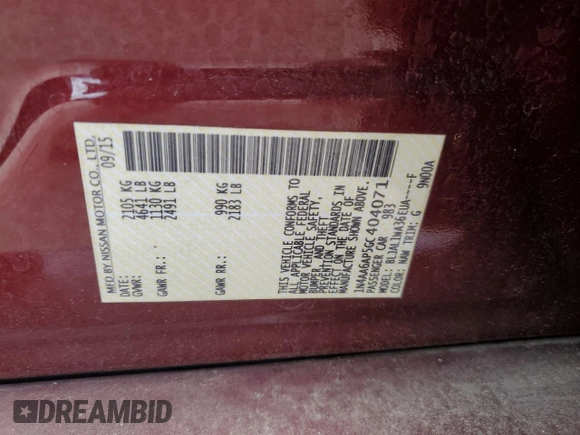 MFD. BY NISSAN MOTOR CO., LTD.
DATE: 09/15
GVWR: 2105 KG
4641 LB
GAWR FR.: 1130 KG
2491 LB
GAWR RR.: 990 KG
2183 LB
THIS VEHICLE CONFORMS TO
ALL APPLICABLE FEDERAL
MOTOR VEHICLE SAFETY,
BUMPER, AND THEFT
PREVENTION STANDARDS IN
EFFECT ON THE DATE OF
MANUFACTURE SHOWN ABOVE.
1N4AA6AP5GC404071
PASSENGER CAR 983
MODEL: BLJALLWA36EUA----F
COLOR: NAW TRIM: G 9N00A
DREAMBID